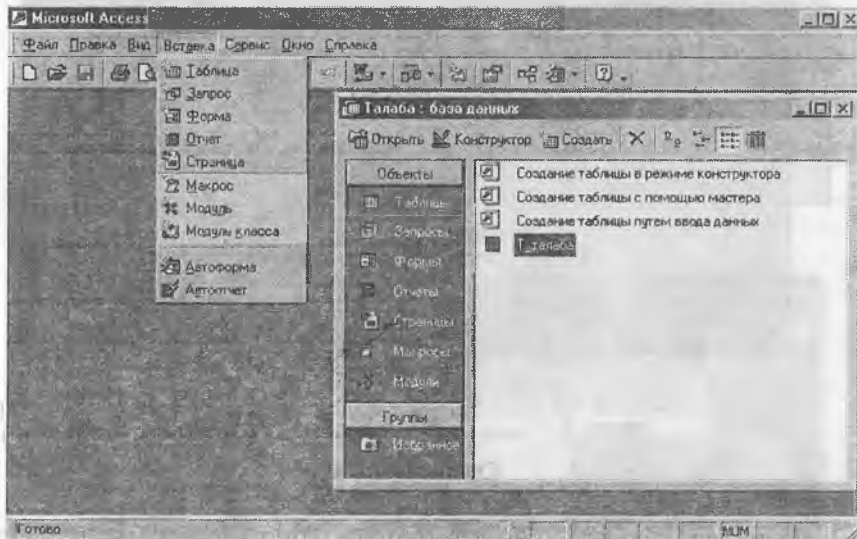 Microsoft Access
Файл Правка Вид Вставка Сервис Окно Справка
Таблица
Запрос
Форма
Отчет
Страница
Макрос
Модуль
Модуль класса
Автоформа
Автоотчет
Талаба : база данных
Открыть Конструктор Создать
Объекты
Таблицы
Запросы
Формы
Отчеты
Страницы
Макросы
Модули
Группы
Избранное
Создание таблицы в режиме конструктора
Создание таблицы с помощью мастера
Создание таблицы путем ввода данных
Т_талаба
Готово
NUM